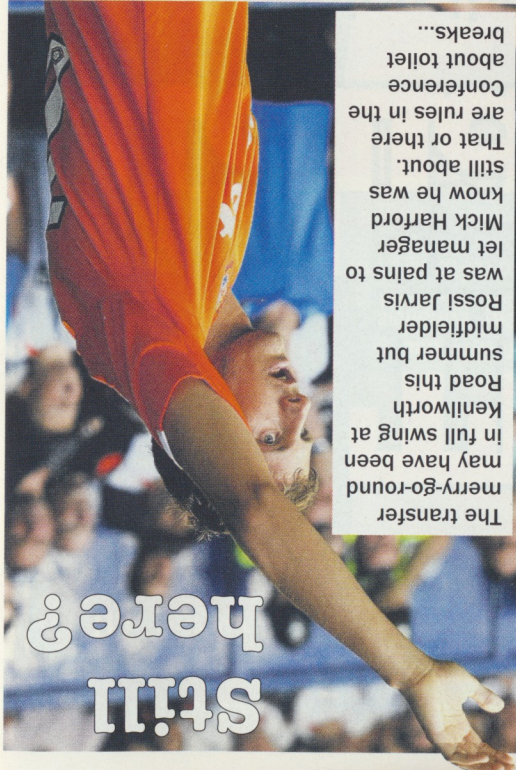 Still
here?
The transfer
merry-go-round
may have been
in full swing at
Kenilworth
Road this
summer but
midfielder
Rossi Jarvis
was at pains to
let manager
Mick Harford
know he was
still about.
That or there
are rules in the
Conference
about toilet
breaks...